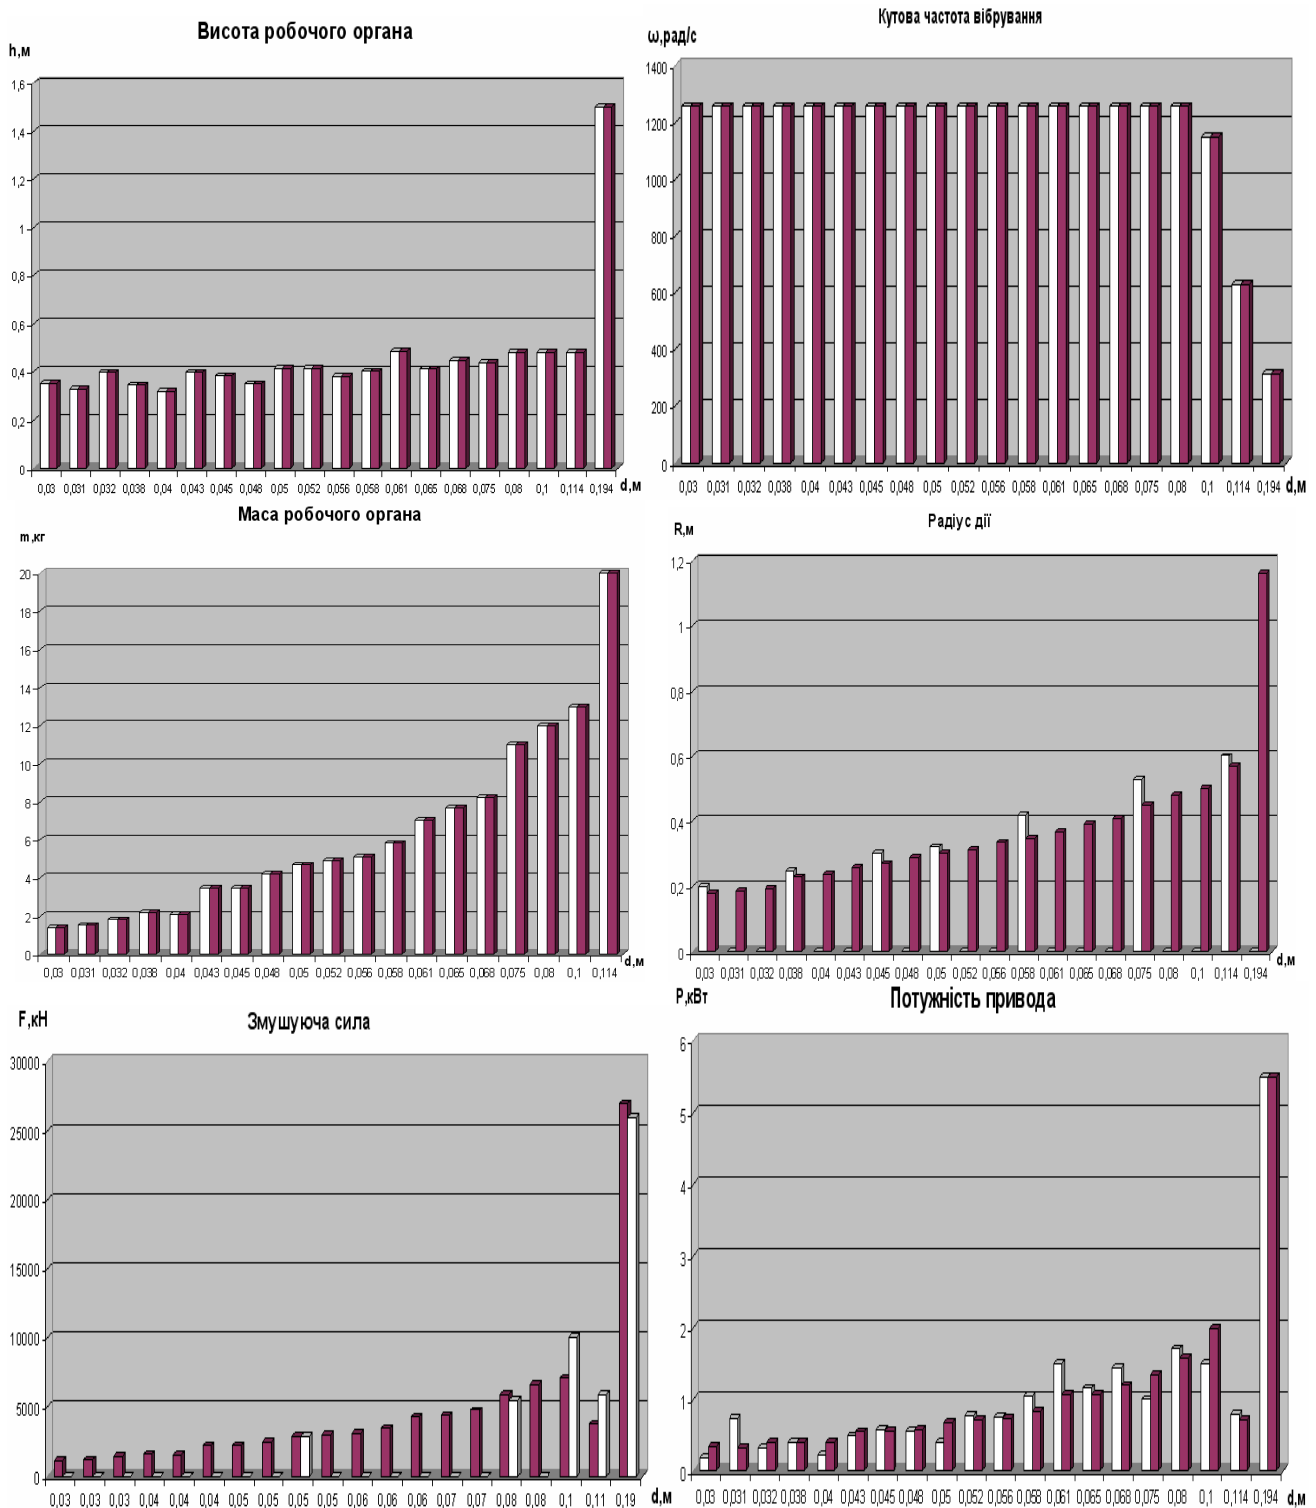 Висота робочого органа
h,м
1,6
1,4
1,2
1
0,8
0,6
0,4
0,2
0
0,03 0,031 0,032 0,038 0,04 0,043 0,045 0,048 0,05 0,052 0,056 0,058 0,061 0,065 0,068 0,075 0,08 0,1 0,114 0,194 d,м
Кутова частота вібрування
ω,рад/с
1400
1200
1000
800
600
400
200
0
0,03 0,031 0,032 0,038 0,04 0,043 0,045 0,048 0,05 0,052 0,056 0,058 0,061 0,065 0,068 0,075 0,08 0,1 0,114 0,194 d,м
Маса робочого органа
m,кг
20
18
16
14
12
10
8
6
4
2
0
0,03 0,031 0,032 0,038 0,04 0,043 0,045 0,048 0,05 0,052 0,056 0,058 0,061 0,065 0,068 0,075 0,08 0,1 0,114 d,м
Радіус дії
R,м
1,2
1
0,8
0,6
0,4
0,2
0
0,03 0,031 0,032 0,038 0,04 0,043 0,045 0,048 0,05 0,052 0,056 0,058 0,061 0,065 0,068 0,075 0,08 0,1 0,114 0,194 d,м
Змушуюча сила
F,кН
30000
25000
20000
15000
10000
5000
0
0,03 0,03 0,03 0,04 0,04 0,04 0,05 0,05 0,05 0,05 0,06 0,06 0,06 0,07 0,07 0,08 0,08 0,1 0,11 0,19 d,м
Потужність привода
P,кВт
6
5
4
3
2
1
0
0,03 0,031 0,032 0,038 0,04 0,043 0,045 0,048 0,05 0,052 0,056 0,058 0,061 0,065 0,068 0,075 0,08 0,1 0,114 0,194 d,м